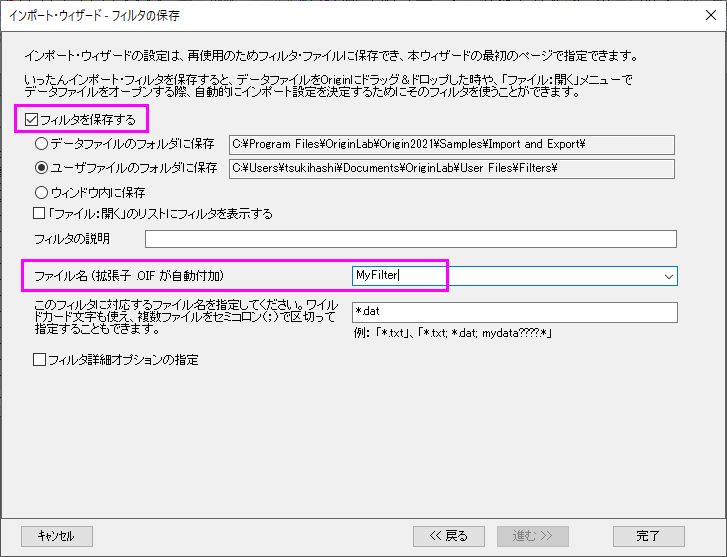 インポート・ウィザード - フィルタの保存
インポート・ウィザードの設定は、再使用のためフィルタ・ファイルに保存でき、本ウィザードの最初のページで指定できます。
いったんインポート・フィルタを保存すると、データファイルをOriginにドラッグ＆ドロップした時や、「ファイル：開く」メニューで
データファイルをオープンする際、自動的にインポート設定を決定するためにそのフィルタを使うことができます。
フィルタを保存する
データファイルのフォルダに保存 C:¥Program Files¥OriginLab¥Origin2021¥Samples¥Import and Export¥
ユーザファイルのフォルダに保存 C:¥Users¥tsukihashi¥Documents¥OriginLab¥User Files¥Filters¥
ウィンドウ内に保存
「ファイル：開く」のリストにフィルタを表示する
フィルタの説明
ファイル名 (拡張子 .OIF が自動付加) MyFilter
このフィルタに対応するファイル名を指定してください。ワイル
ドカード文字も使え、複数ファイルをセミコロン(；)で区切って
指定することもできます。
*.dat
例：「*.txt」、「*.txt; *.dat; mydata????.*」
フィルタ詳細オプションの指定
キャンセル << 戻る 進む >> 完了